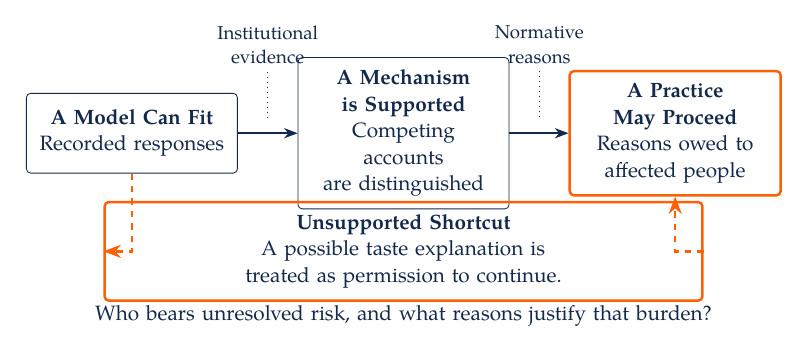 Institutional
evidence
Normative
reasons
A Model Can Fit
Recorded responses
A Mechanism
is Supported
Competing
accounts
are distinguished
A Practice
May Proceed
Reasons owed to
affected people
Unsupported Shortcut
A possible taste explanation is
treated as permission to continue.
Who bears unresolved risk, and what reasons justify that burden?